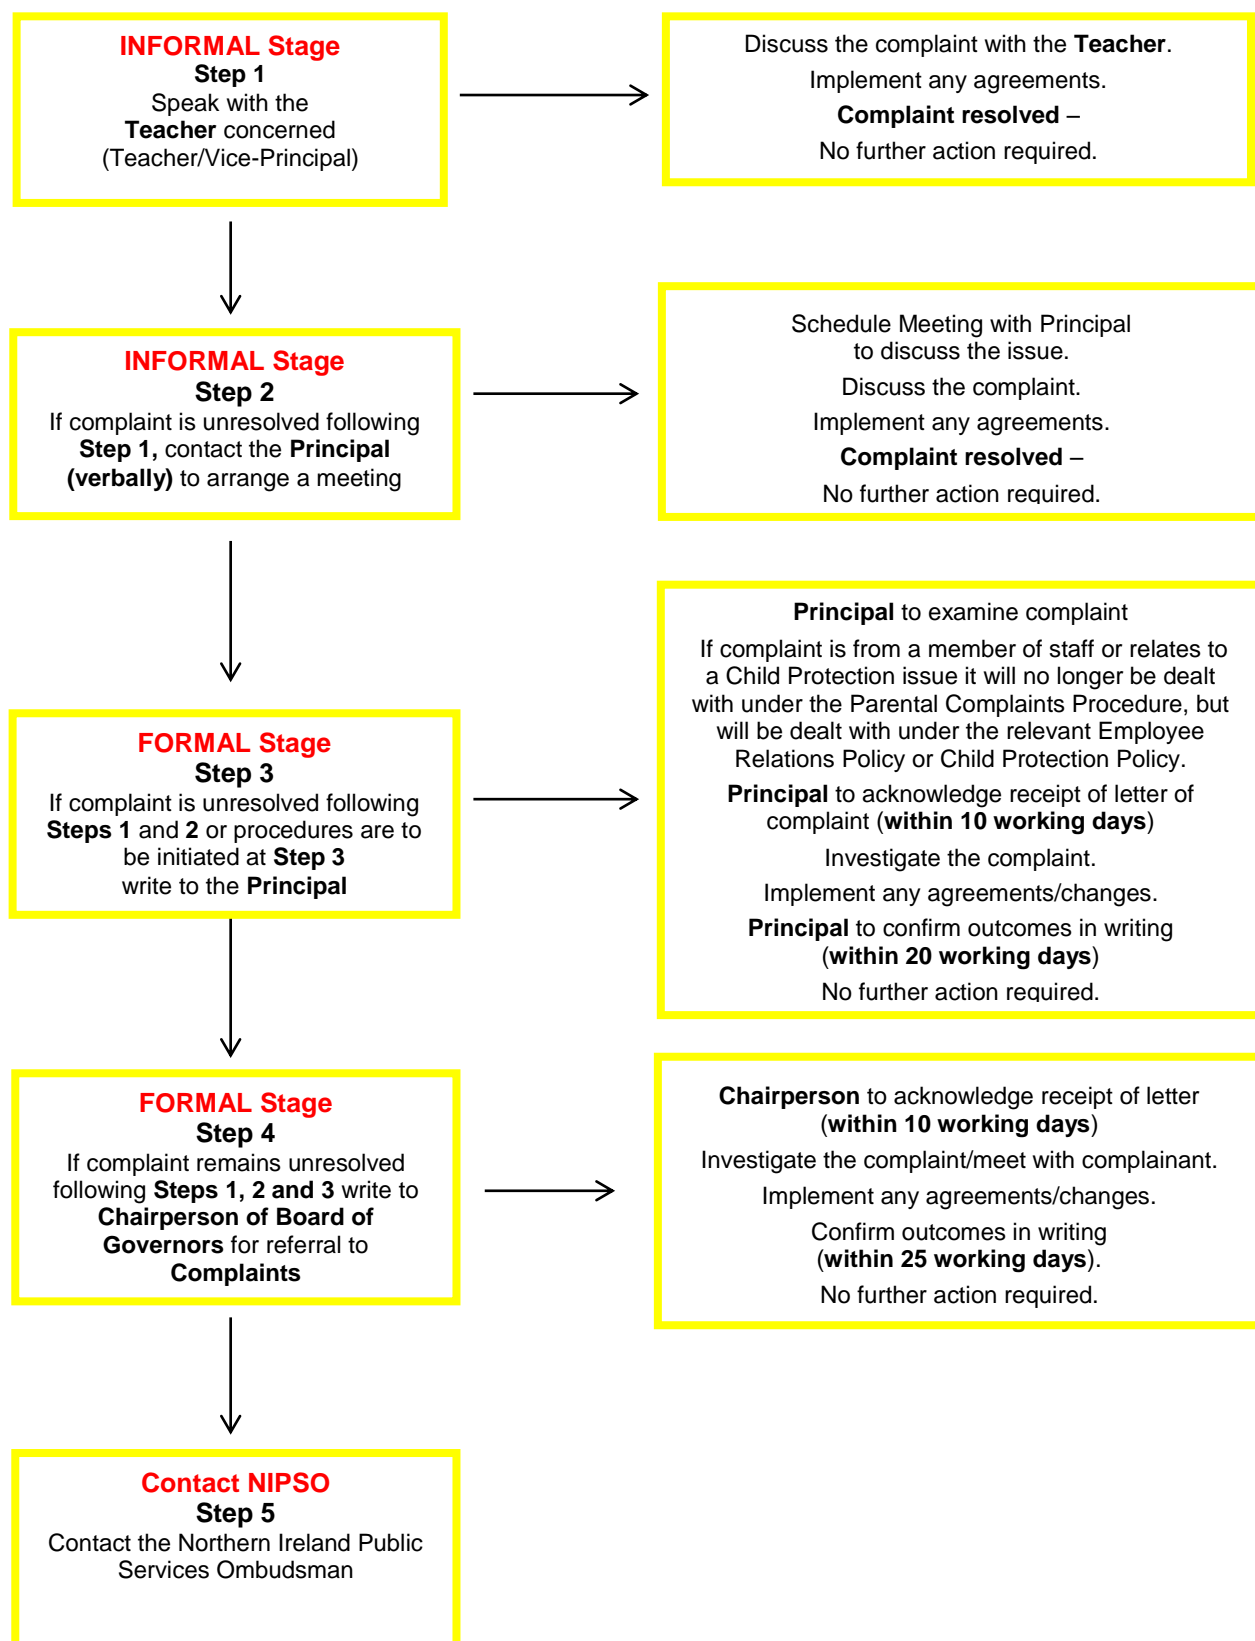 INFORMAL Stage
Step 1
Speak with the
Teacher concerned
(Teacher/Vice-Principal)
Discuss the complaint with the Teacher.
Implement any agreements.
Complaint resolved –
No further action required.
INFORMAL Stage
Step 2
If complaint is unresolved following
Step 1, contact the Principal
(verbally) to arrange a meeting
Schedule Meeting with Principal
to discuss the issue.
Discuss the complaint.
Implement any agreements.
Complaint resolved –
No further action required.
FORMAL Stage
Step 3
If complaint is unresolved following
Steps 1 and 2 or procedures are to
be initiated at Step 3
write to the Principal
Principal to examine complaint
If complaint is from a member of staff or relates to
a Child Protection issue it will no longer be dealt
with under the Parental Complaints Procedure, but
will be dealt with under the relevant Employee
Relations Policy or Child Protection Policy.
Principal to acknowledge receipt of letter of
complaint (within 10 working days)
Investigate the complaint.
Implement any agreements/changes.
Principal to confirm outcomes in writing
(within 20 working days)
No further action required.
FORMAL Stage
Step 4
If complaint remains unresolved
following Steps 1, 2 and 3 write to
Chairperson of Board of
Governors for referral to
Complaints
Chairperson to acknowledge receipt of letter
(within 10 working days)
Investigate the complaint/meet with complainant.
Implement any agreements/changes.
Confirm outcomes in writing
(within 25 working days).
No further action required.
Contact NIPSO
Step 5
Contact the Northern Ireland Public
Services Ombudsman